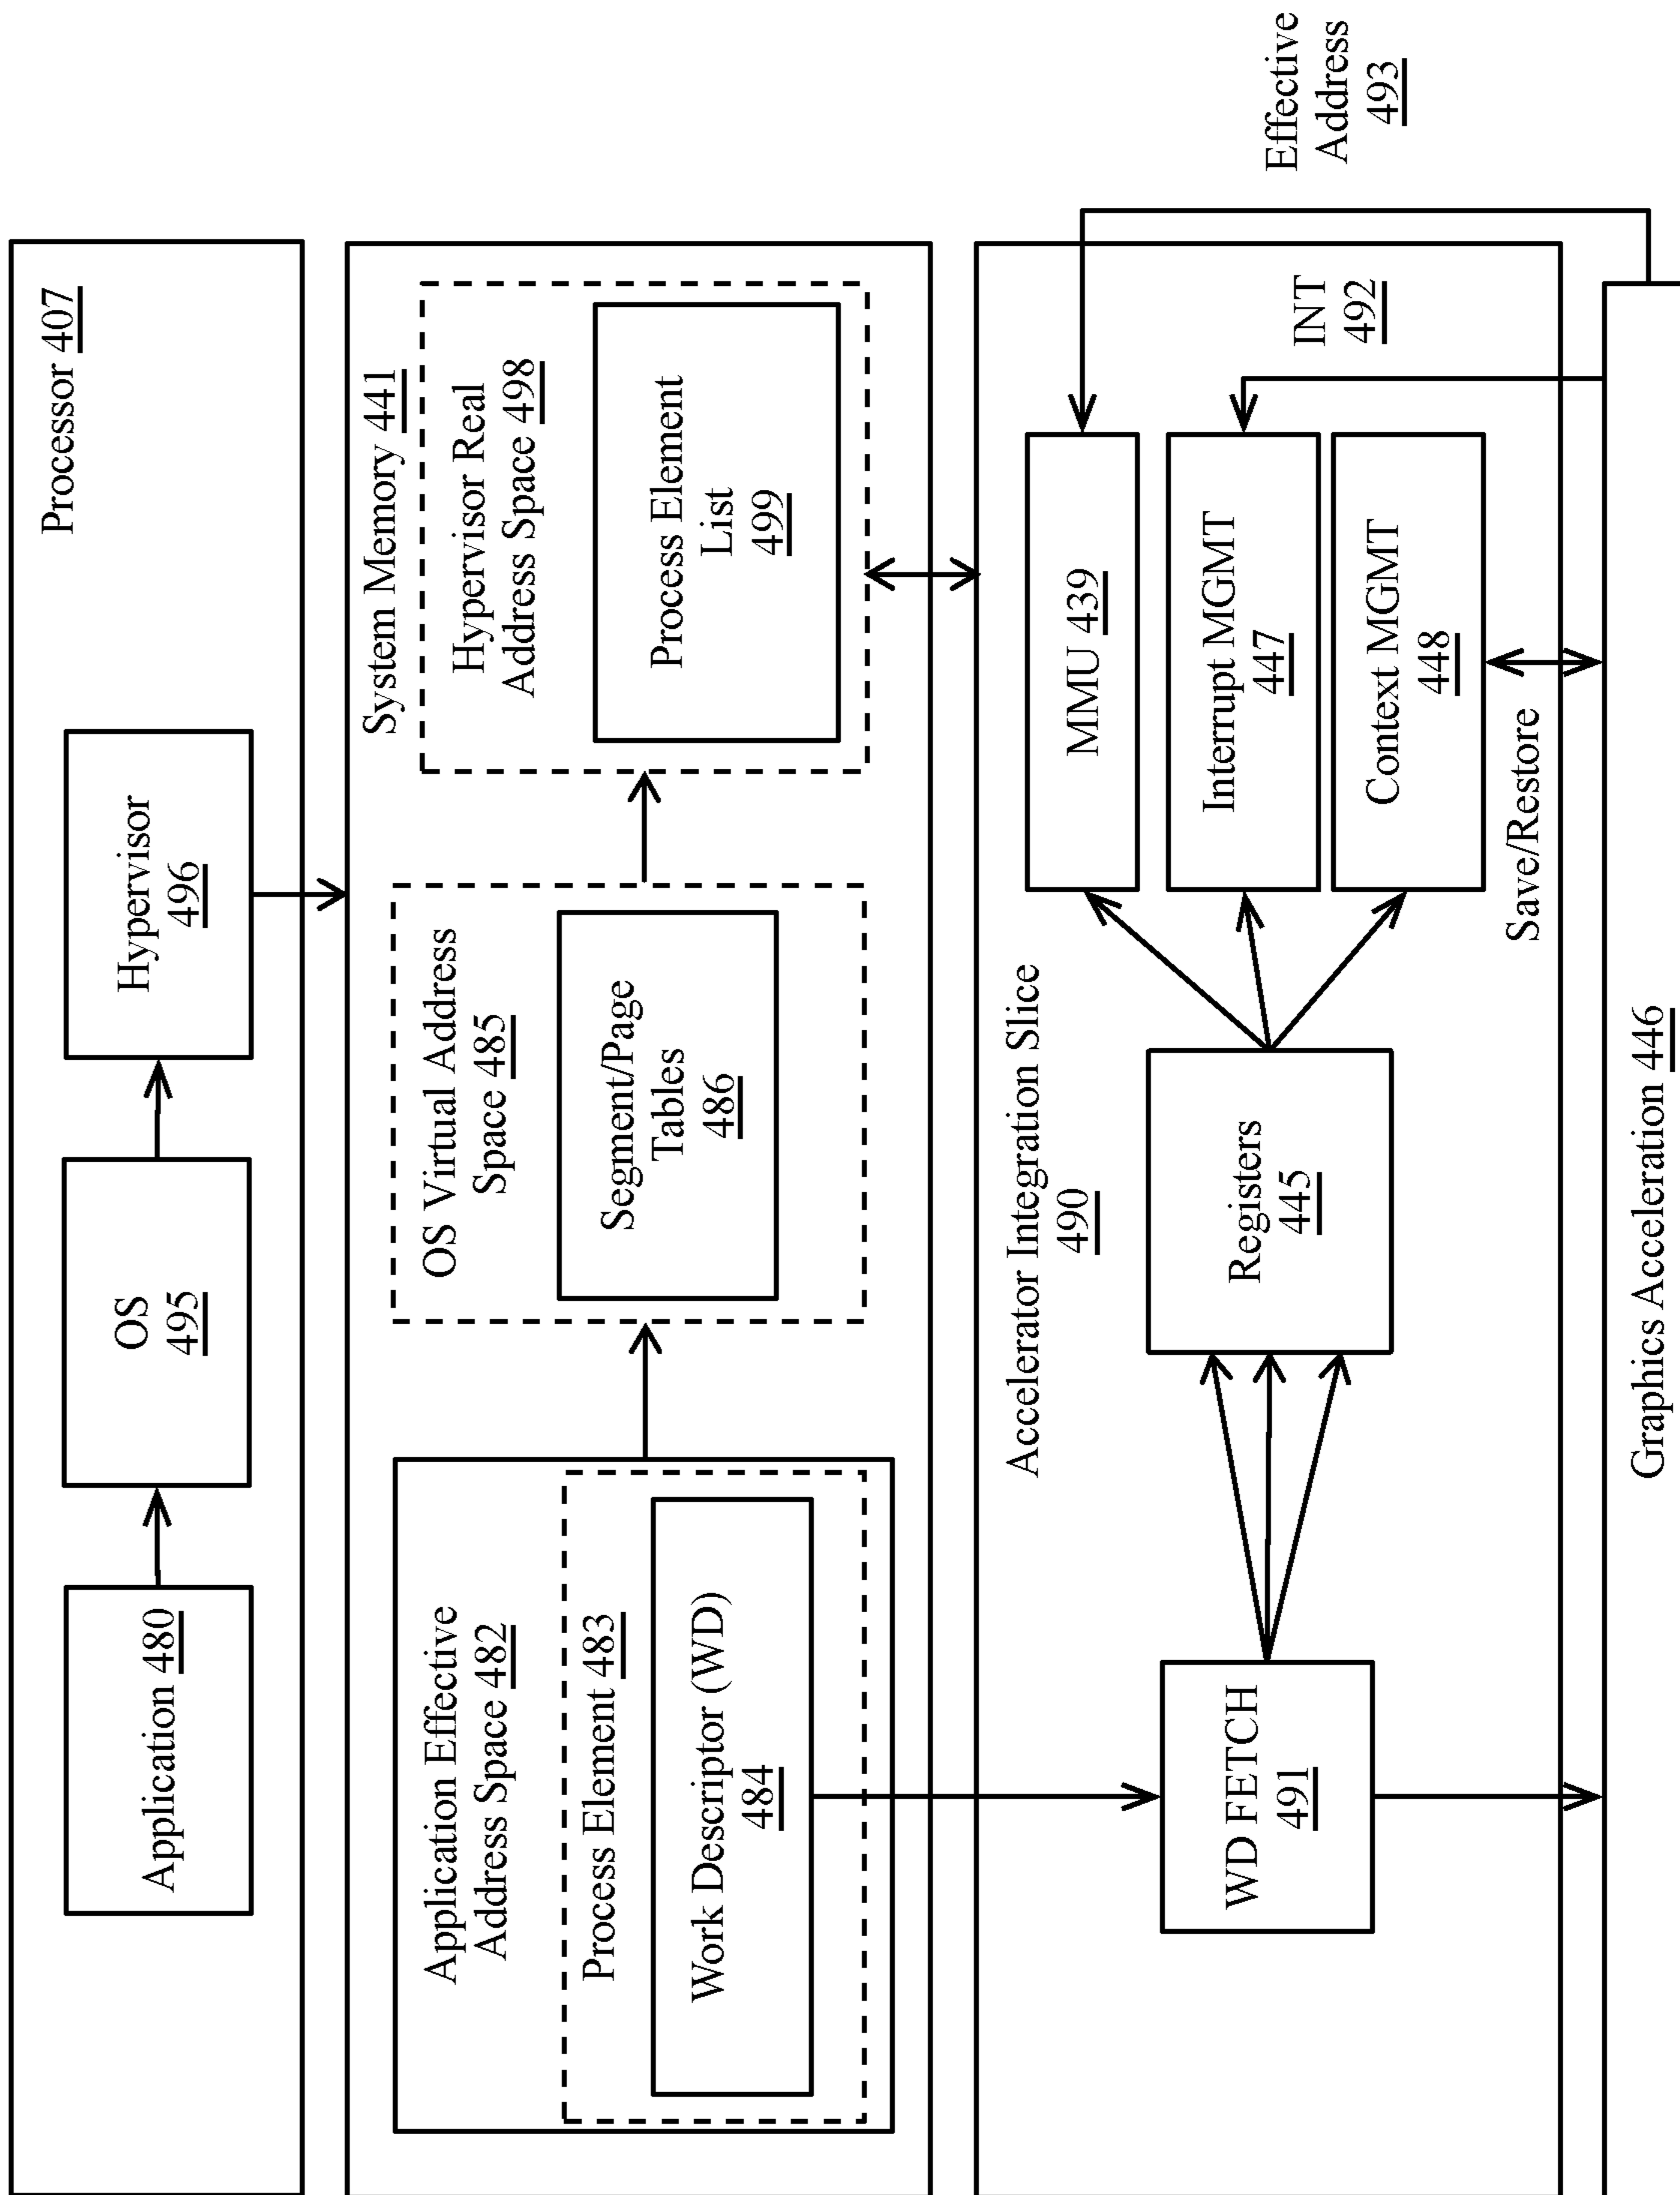 Processor 407
Application 480
OS
495
Hypervisor
496
System Memory 441
Application Effective
Address Space 482
Process Element 483
Work Descriptor (WD)
484
OS Virtual Address
Space 485
Segment/Page
Tables
486
Hypervisor Real
Address Space 498
Process Element
List
499
Accelerator Integration Slice
490
WD FETCH
491
Registers
445
MMU 439
Interrupt MGMT
447
Context MGMT
448
Save/Restore
INT
492
Effective
Address
493
Graphics Acceleration 446